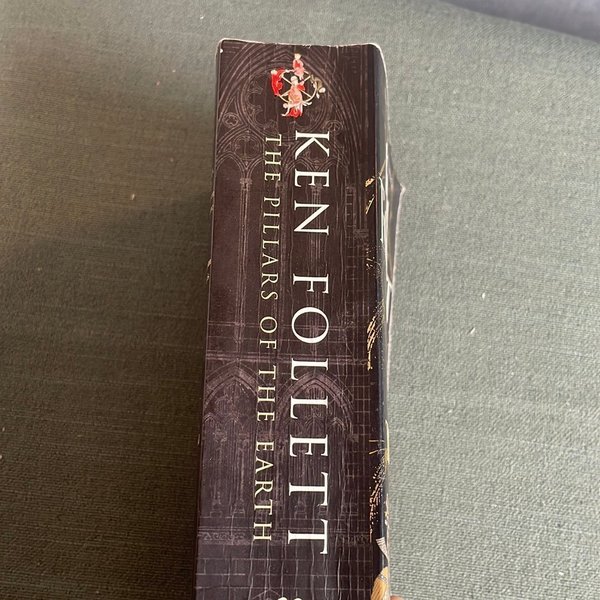 KEN FOLLETT
THE PILLARS OF THE EARTH